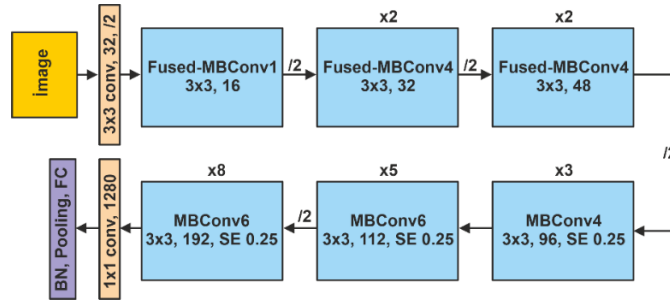 image
3x3 conv, 32, /2
Fused-MBConv1
3x3, 16
/2
x2
Fused-MBConv4
3x3, 32
/2
x2
Fused-MBConv4
3x3, 48
/2
x3
MBConv4
3x3, 96, SE 0.25
x5
MBConv6
3x3, 112, SE 0.25
/2
x8
MBConv6
3x3, 192, SE 0.25
1x1 conv, 1280
BN, Pooling, FC